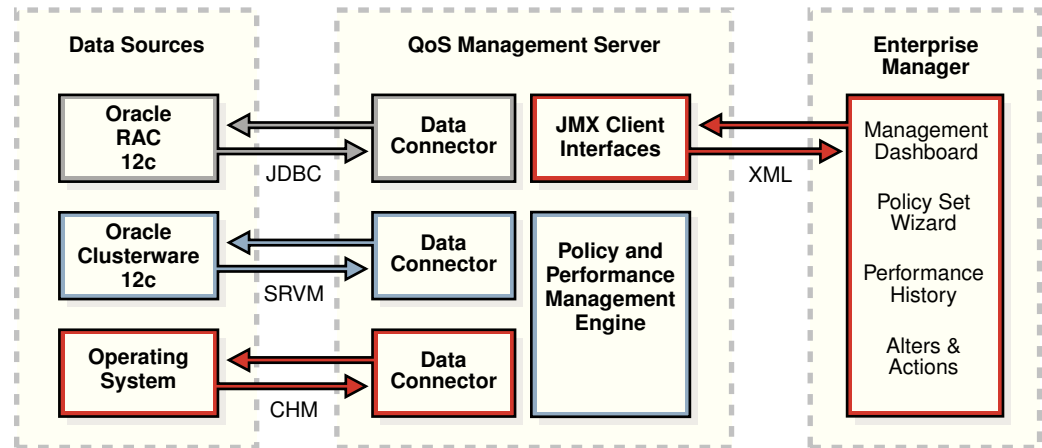 Data Sources
Oracle
RAC
12c
JDBC
Oracle
Clusterware
12c
SRVM
Operating
System
CHM
QoS Management Server
Data
Connector
Data
Connector
Data
Connector
JMX Client
Interfaces
Policy and
Performance
Management
Engine
XML
Enterprise
Manager
Management
Dashboard
Policy Set
Wizard
Performance
History
Alters &
Actions